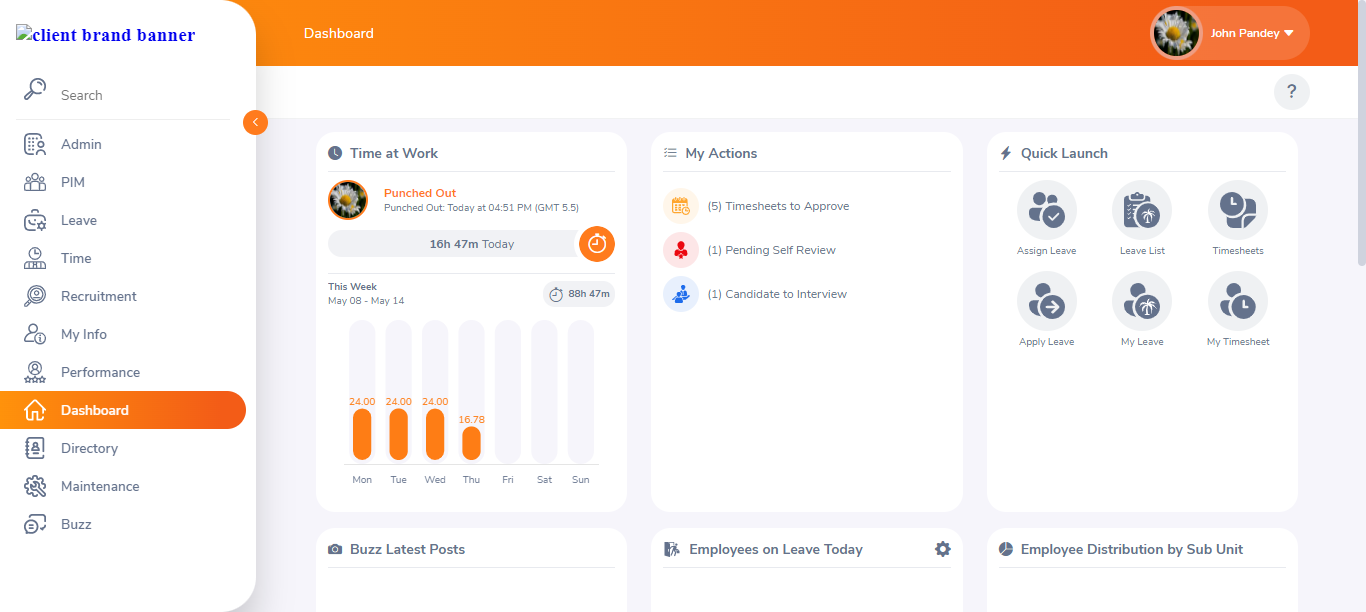 client brand banner
Search
Admin
PIM
Leave
Time
Recruitment
My Info
Performance
Dashboard
Directory
Maintenance
Buzz
Dashboard
John Pandey
?
Time at Work
Punched Out
Punched Out: Today at 04:51 PM (GMT 5.5)
16h 47m Today
This Week
May 08 - May 14
88h 47m
24.00 24.00 24.00
16.78
Mon Tue Wed Thu Fri Sat Sun
My Actions
(5) Timesheets to Approve
(1) Pending Self Review
(1) Candidate to Interview
Quick Launch
Assign Leave Leave List Timesheets
Apply Leave My Leave My Timesheet
Buzz Latest Posts
Employees on Leave Today
Employee Distribution by Sub Unit